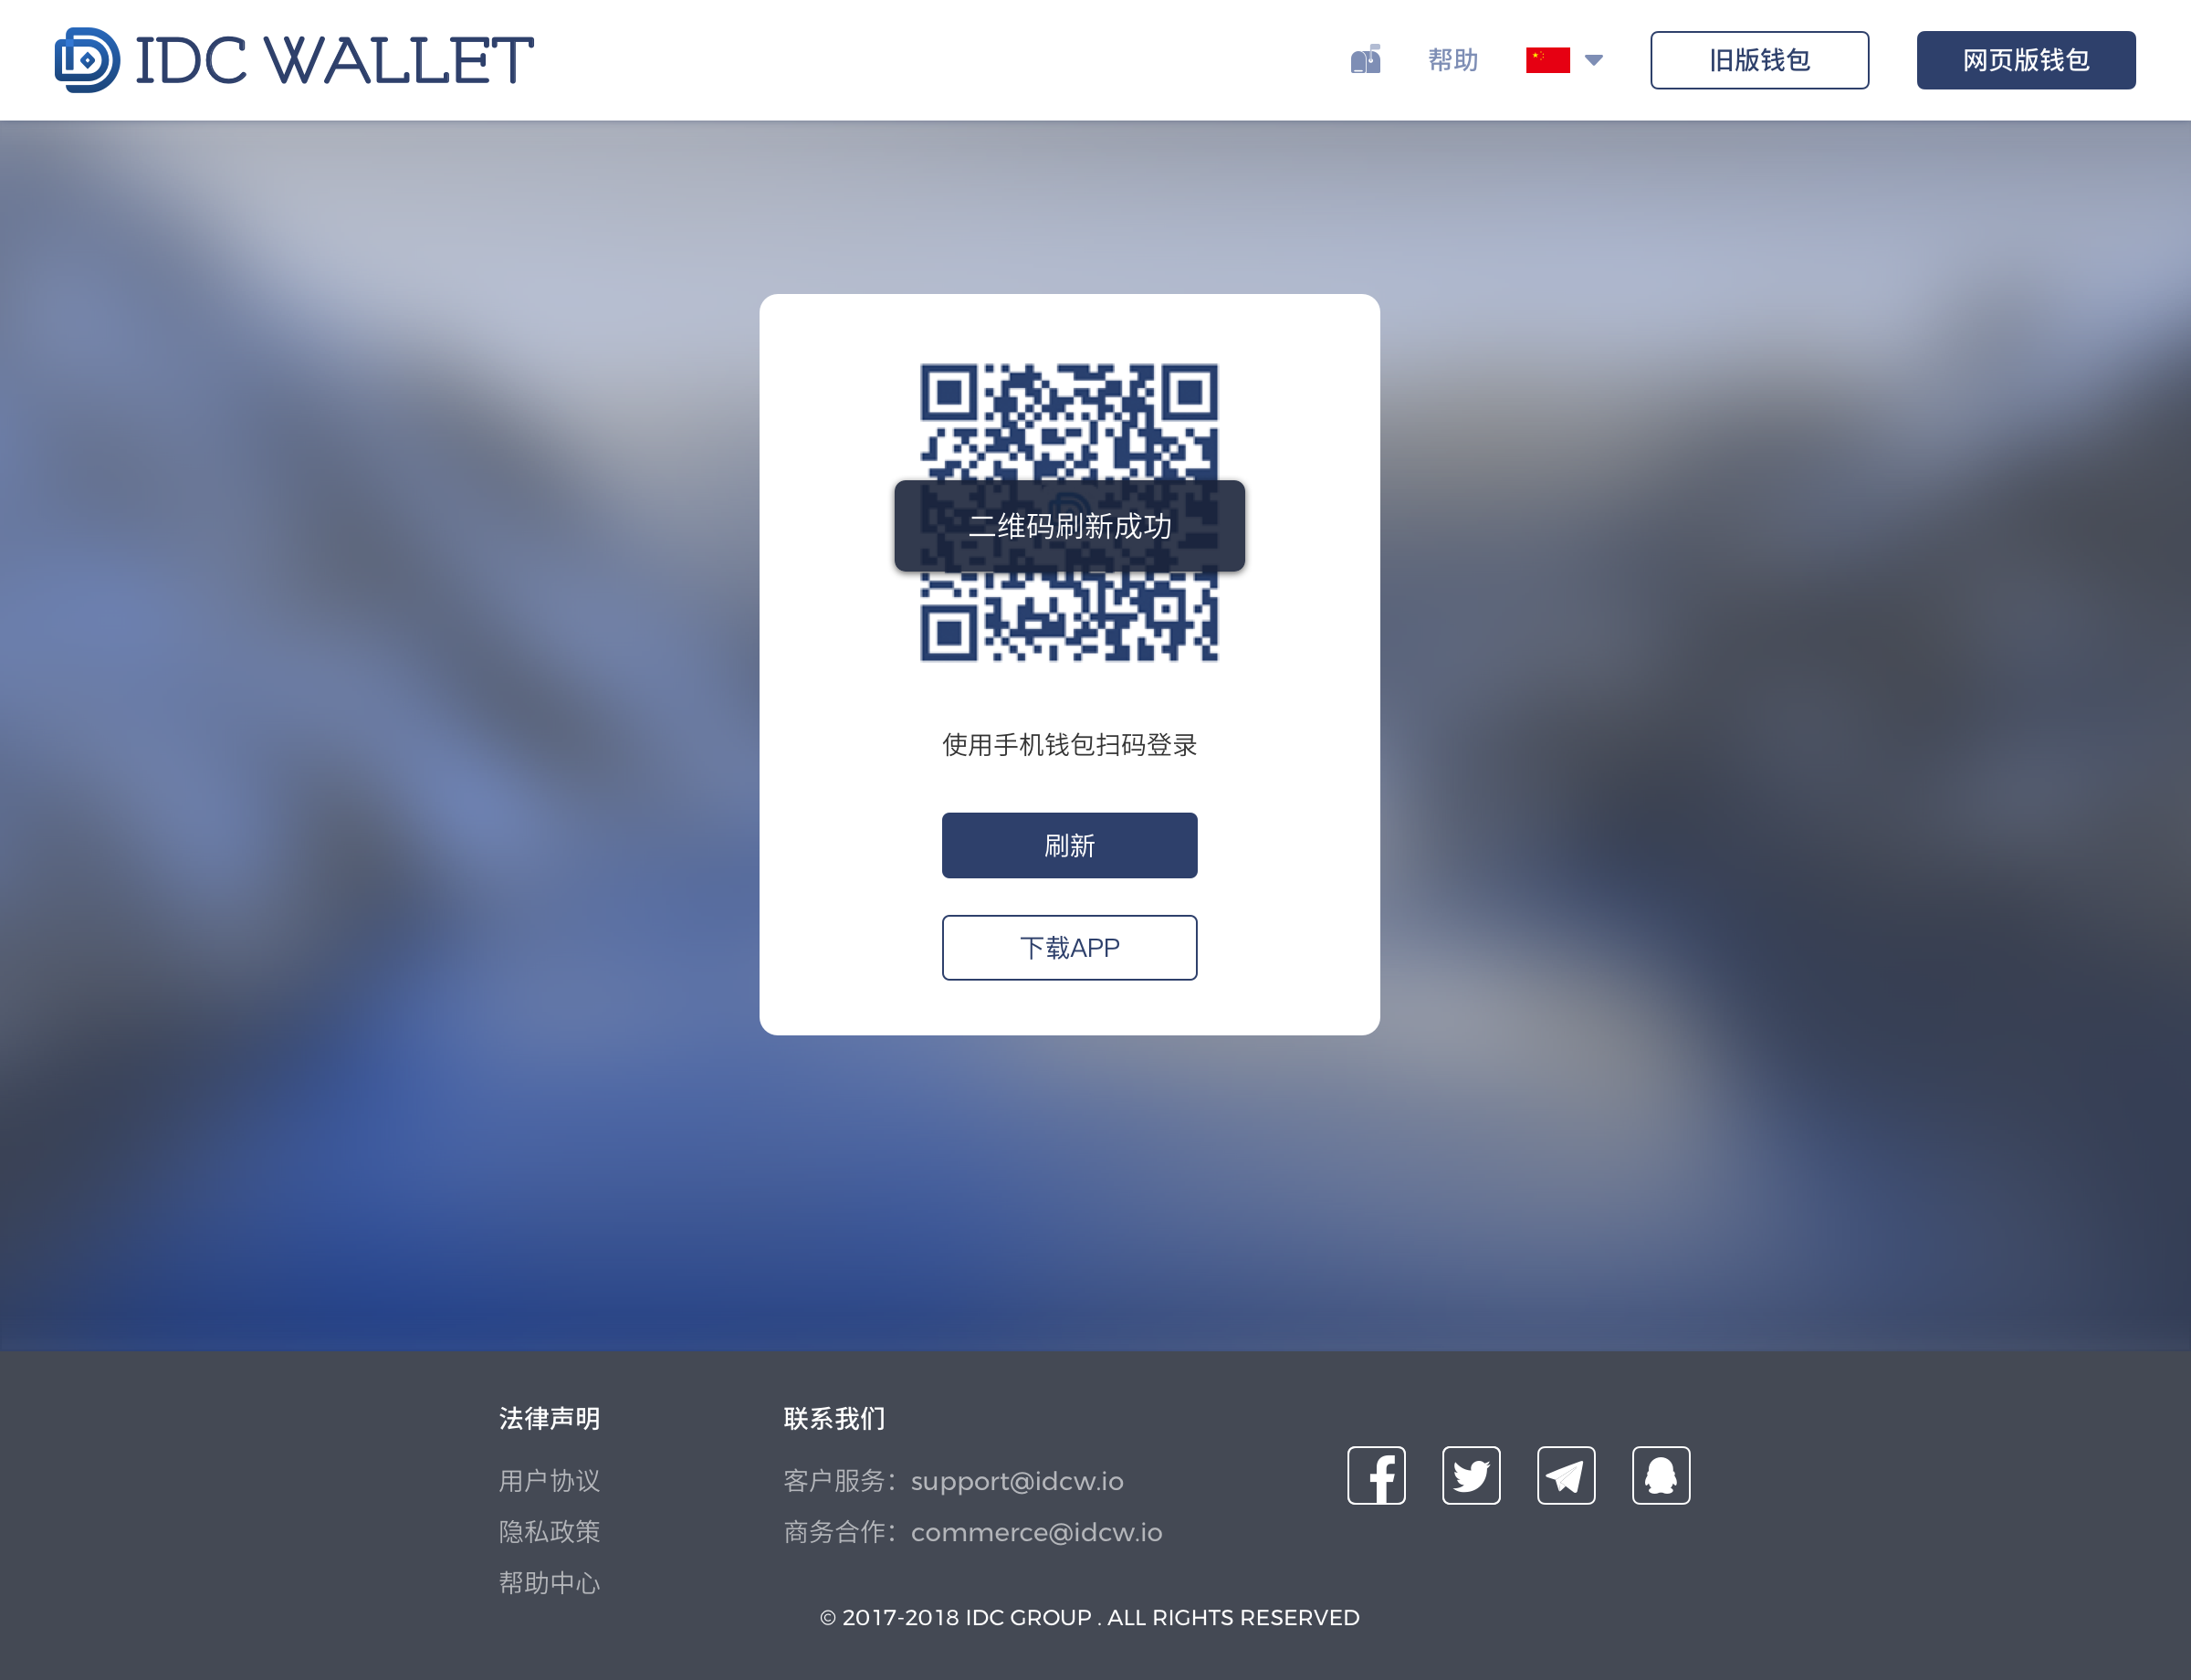 IDC WALLET
帮助
旧版钱包
网页版钱包
二维码刷新成功
使用手机钱包扫码登录
刷新
下载APP
法律声明
用户协议
隐私政策
帮助中心
联系我们
客户服务：support@idcw.io
商务合作：commerce@idcw.io
© 2017-2018 IDC GROUP . ALL RIGHTS RESERVED